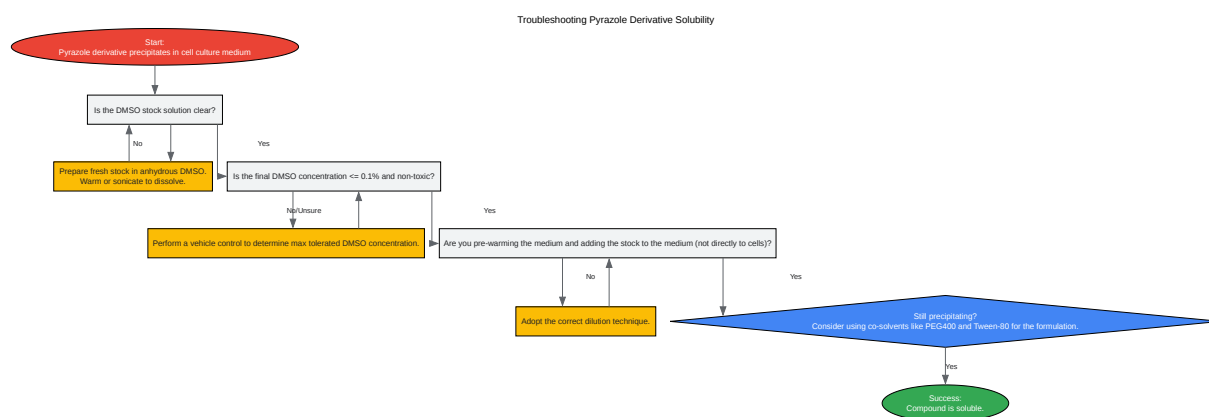 Troubleshooting Pyrazole Derivative Solubility
Start:
Pyrazole derivative precipitates in cell culture medium
Is the DMSO stock solution clear?
No
Yes
Prepare fresh stock in anhydrous DMSO.
Warm or sonicate to dissolve.
Is the final DMSO concentration <= 0.1% and non-toxic?
No/Unsure
Yes
Perform a vehicle control to determine max tolerated DMSO concentration.
Are you pre-warming the medium and adding the stock to the medium (not directly to cells)?
No
Yes
Adopt the correct dilution technique.
Still precipitating?
Consider using co-solvents like PEG400 and Tween-80 for the formulation.
Yes
Success:
Compound is soluble.